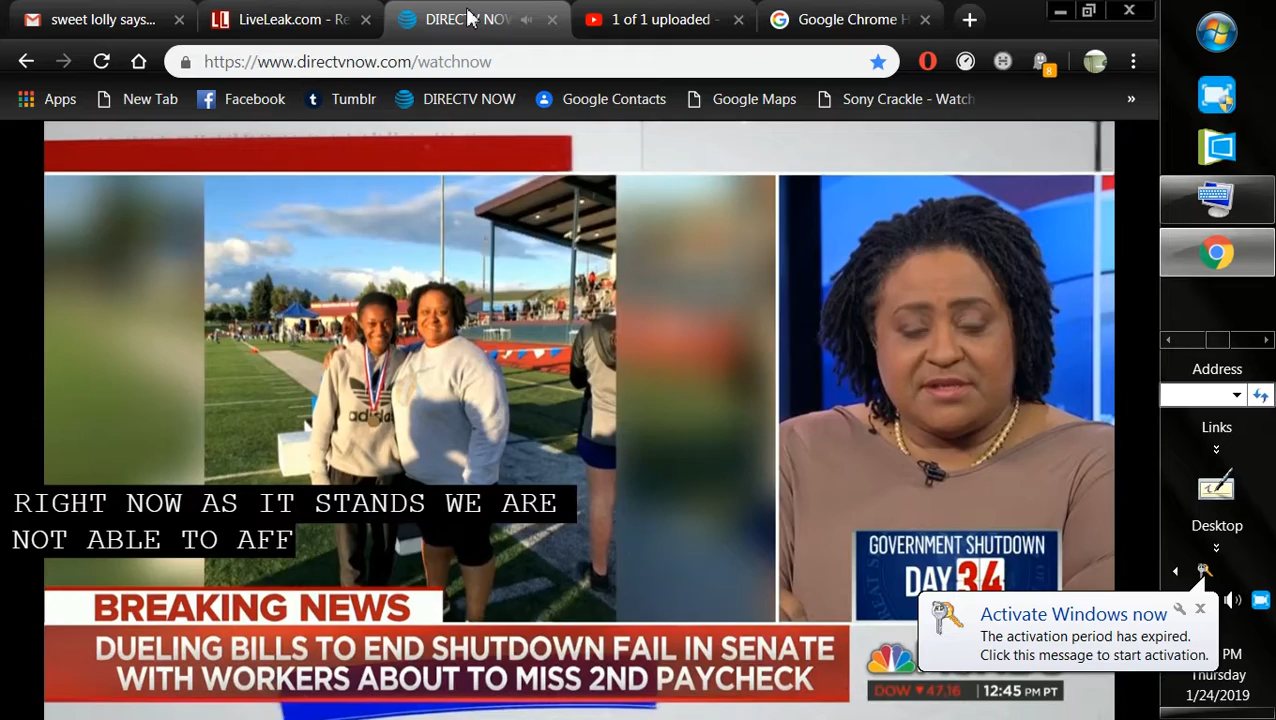 sweet lolly says...
LiveLeak.com - Re
DIRECTV NOW
1 of 1 uploaded -
Google Chrome H
https://www.directvnow.com/watchnow
8
Apps
New Tab
Facebook
Tumblr
DIRECTV NOW
Google Contacts
Google Maps
Sony Crackle - Watch
»
Address
Links
Desktop
adidas
RIGHT NOW AS IT STANDS WE ARE
NOT ABLE TO AFF
GOVERNMENT SHUTDOWN
DAY 34
BREAKING NEWS
DUELING BILLS TO END SHUTDOWN FAIL IN SENATE
WITH WORKERS ABOUT TO MISS 2ND PAYCHECK
DOW ▼47.16 12:45 PM PT
Activate Windows now
The activation period has expired.
Click this message to start activation.
PM
Thursday
1/24/2019